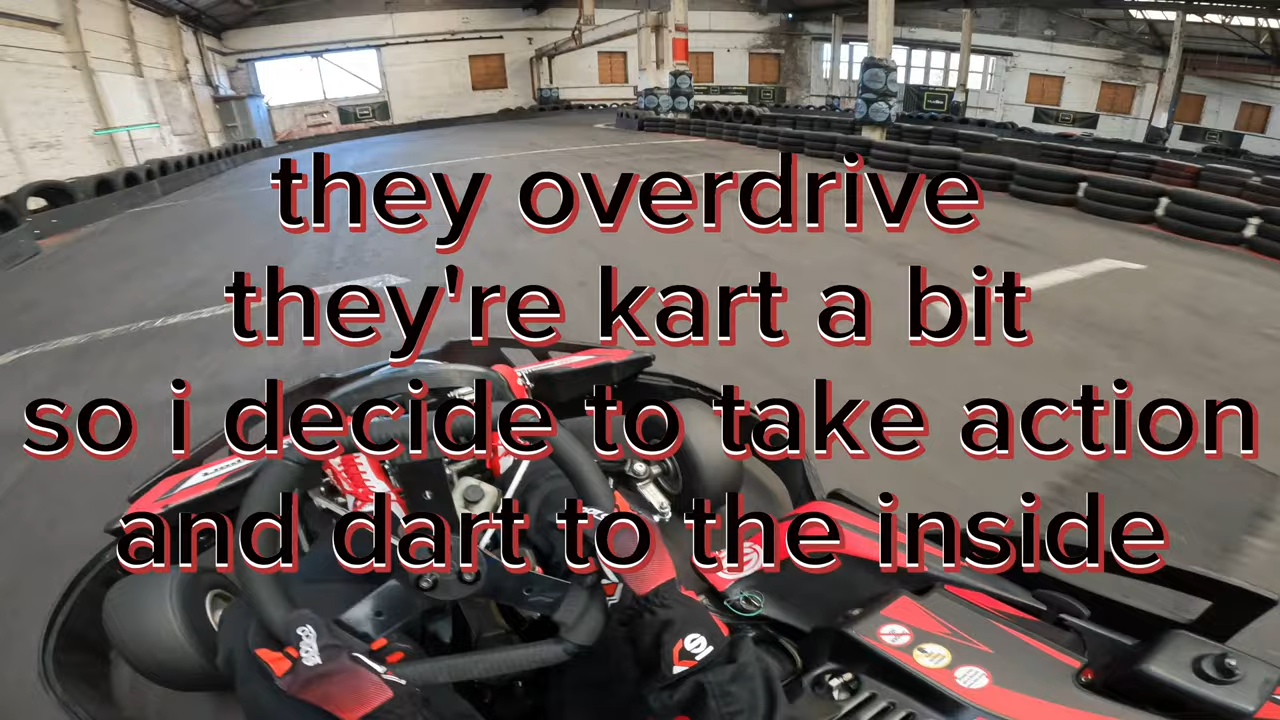 they overdrive
they're kart a bit
so i decide to take action
and dart to the inside